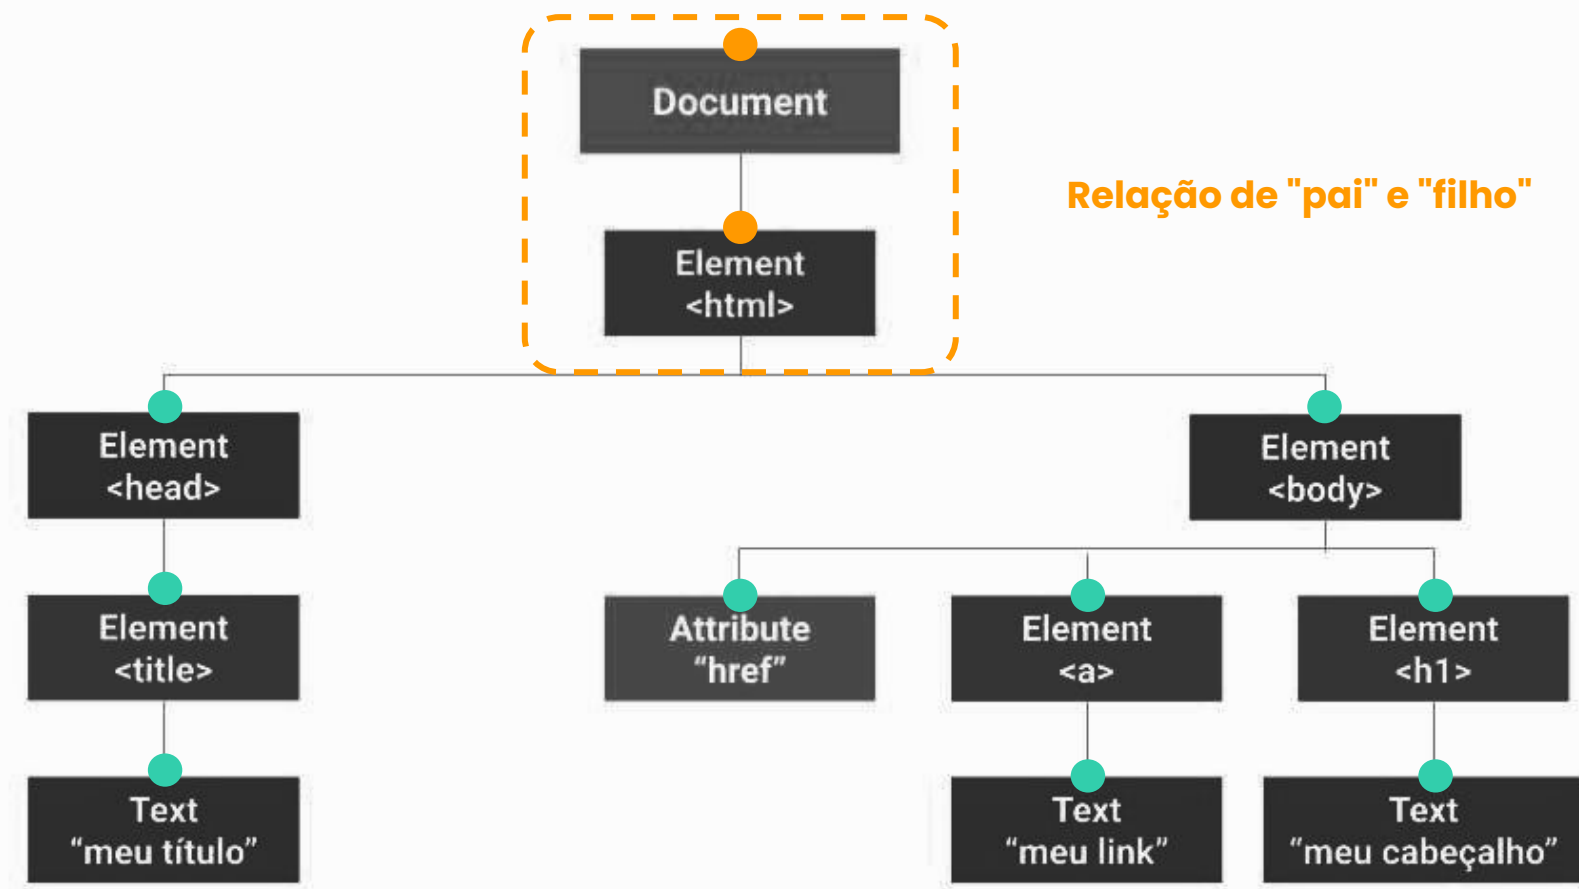 Document
Relação de "pai" e "filho"
Element
<html>
Element
<head>
Element
<body>
Element
<title>
Attribute
“href”
Element
<a>
Element
<h1>
Text
“meu título”
Text
“meu link”
Text
“meu cabeçalho”